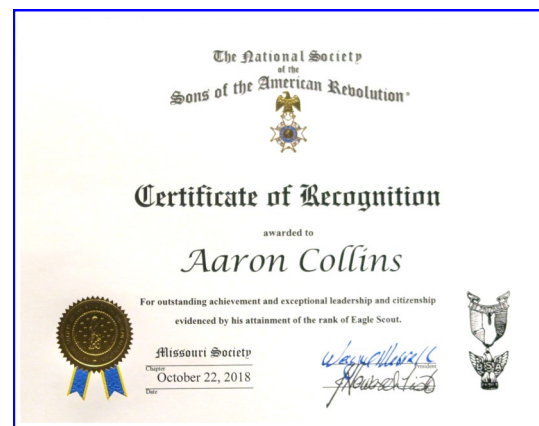 The National Society
of the
Sons of the American Revolution®
Certificate of Recognition
awarded to
Aaron Collins
For outstanding achievement and exceptional leadership and citizenship
evidenced by his attainment of the rank of Eagle Scout.
Missouri Society
Chapter
President
October 22, 2018
Date